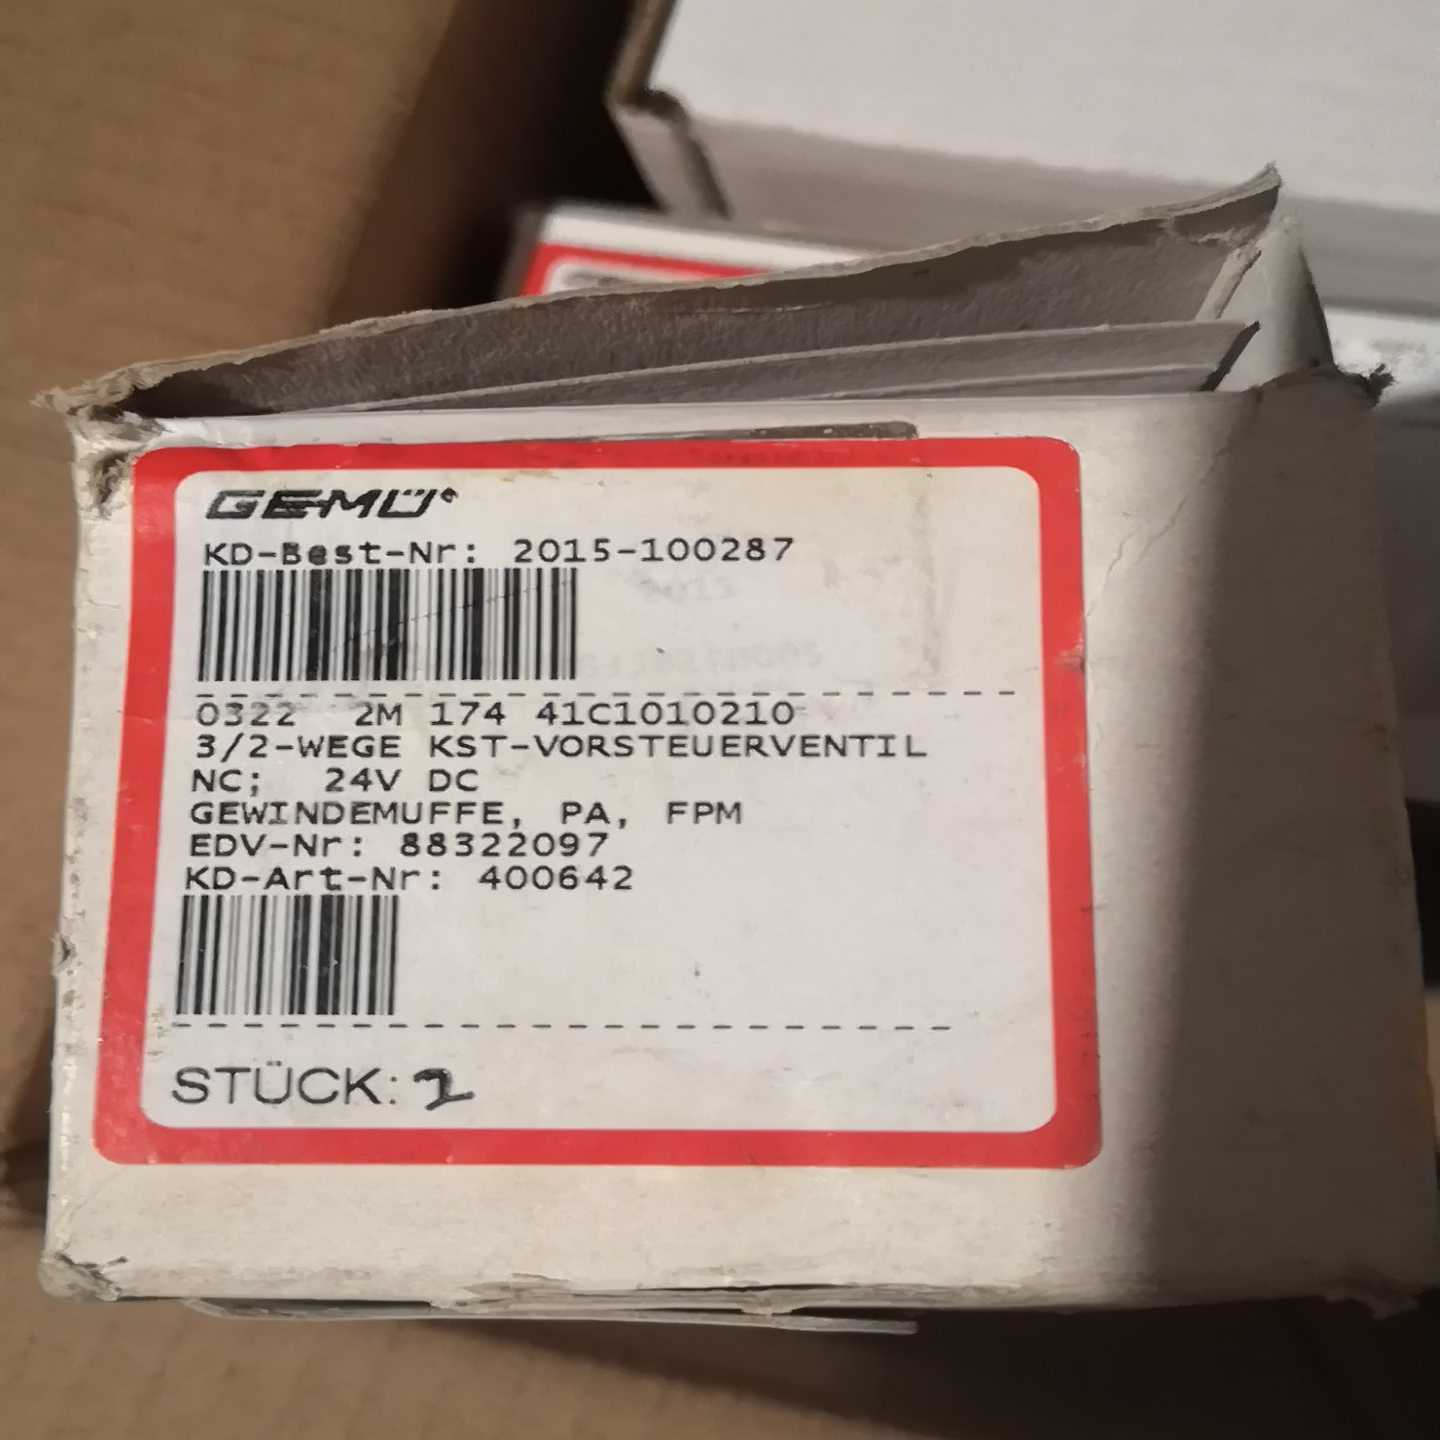 GEMÜ
KD-Best-Nr: 2015-100287
0322 2M 174 41C1010210
3/2-WEGE KST-VORSTEUERVENTIL
NC; 24V DC
GEWINDEMUFFE, PA, FPM
EDV-Nr: 88322097
KD-Art-Nr: 400642
STÜCK: 2